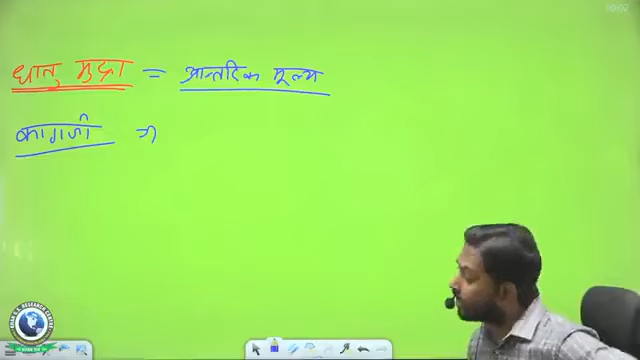 धातु मुद्रा = आन्तरिक मूल्य
कागजी